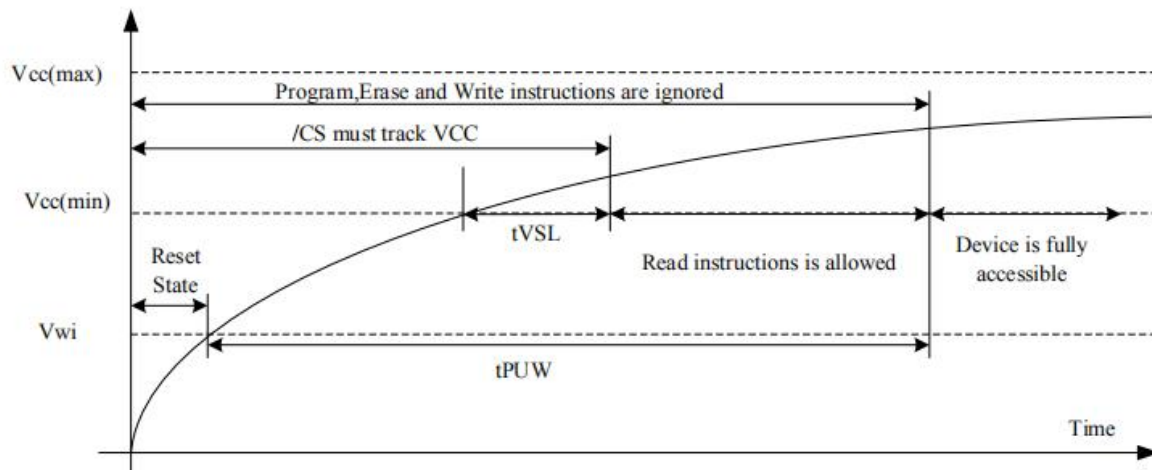 Vcc(max)
Program,Erase and Write instructions are ignored
/CS must track VCC
Vcc(min)
tVSL
Reset
State
Read instructions is allowed
Device is fully
accessible
Vwi
tPUW
Time